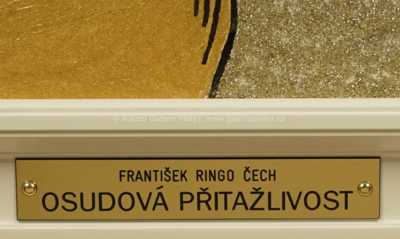 FRANTIŠEK RINGO ČECH
OSUDOVÁ PŘITAŽLIVOST